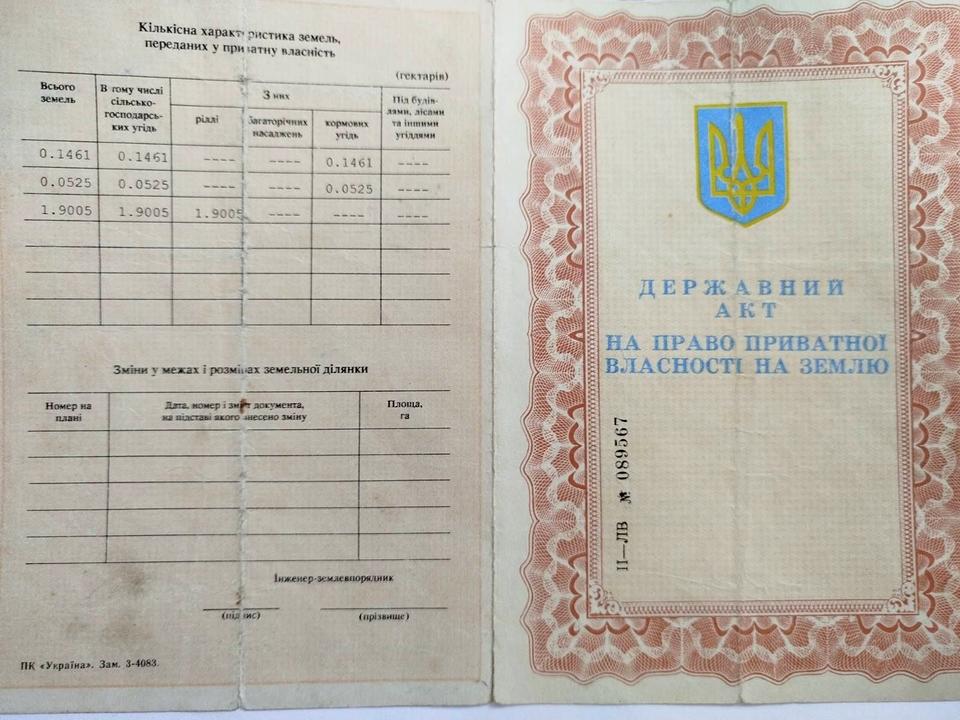 Кількісна характеристика земель,
переданих у приватну власність
(гектарів)
Всього земель
В тому числі сільсько-господарсь-ких угідь
З них
Під будів-лями, лісами та іншими угіддями
ріллі
багаторічних насаджень
кормових угідь
0.1461 0.1461 ---- ---- 0.1461 ----
0.0525 0.0525 ---- ---- 0.0525 ----
1.9005 1.9005 1.9005 ---- ---- ----
Зміни у межах і розмірах земельної ділянки
Номер на плані
Дата, номер і зміст документа,
на підставі якого внесено зміну
Площа, га
Інженер-землевпорядник
(підпис) (прізвище)
ПК «Україна». Зам. 3-4083.
ДЕРЖАВНИЙ
АКТ
НА ПРАВО ПРИВАТНОЇ
ВЛАСНОСТІ НА ЗЕМЛЮ
II—ЛВ № 089567